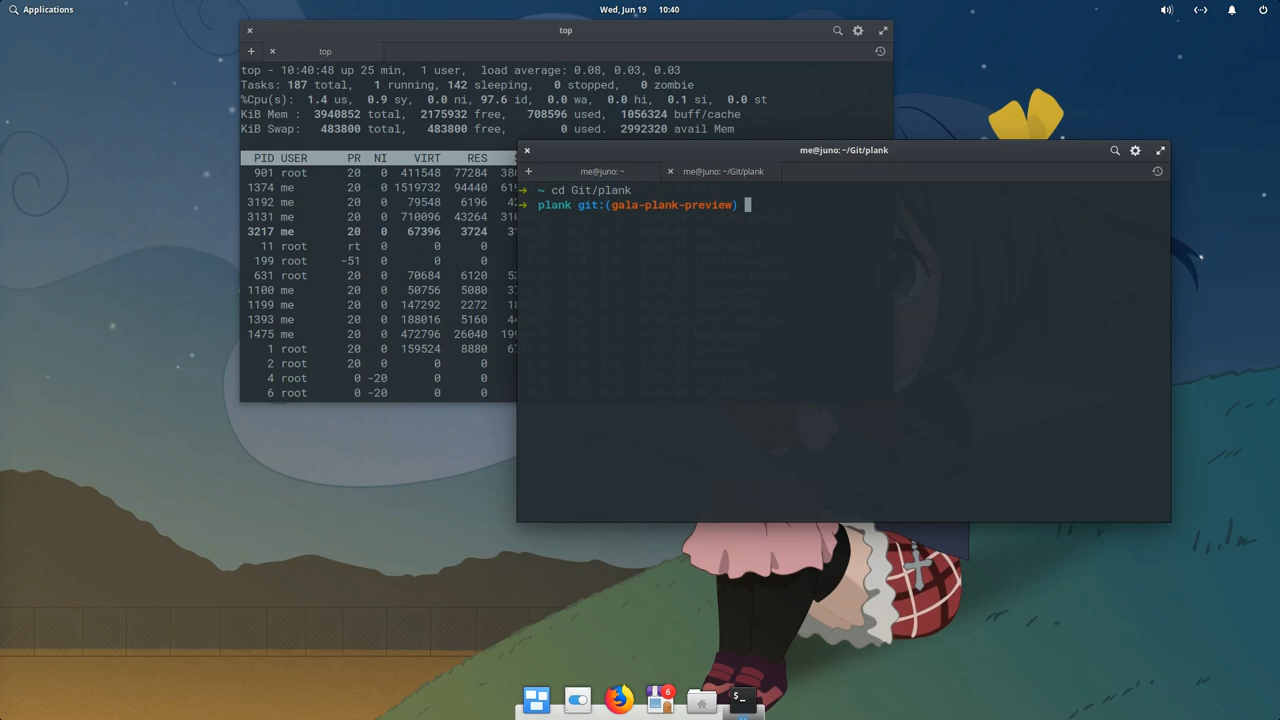 Applications
Wed, Jun 19 10:40
top
top
top - 10:40:48 up 25 min, 1 user, load average: 0.08, 0.03, 0.03
Tasks: 187 total, 1 running, 142 sleeping, 0 stopped, 0 zombie
%Cpu(s): 1.4 us, 0.9 sy, 0.0 ni, 97.6 id, 0.0 wa, 0.0 hi, 0.1 si, 0.0 st
KiB Mem : 3940852 total, 2175932 free, 708596 used, 1056324 buff/cache
KiB Swap: 483800 total, 483800 free, 0 used. 2992320 avail Mem
PID USER PR NI VIRT RES
901 root 20 0 411548 77284
1374 me 20 0 1519732 94440
3192 me 20 0 79548 6196
3131 me 20 0 710096 43264
3217 me 20 0 67396 3724
11 root rt 0 0 0
199 root -51 0 0 0
631 root 20 0 70684 6120
1100 me 20 0 50756 5080
1199 me 20 0 147292 2272
1393 me 20 0 188016 5160
1475 me 20 0 472796 26040
1 root 20 0 159524 8880
2 root 20 0 0 0
4 root 0 -20 0 0
6 root 0 -20 0 0
me@juno: ~/Git/plank
me@juno: ~
me@juno: ~/Git/plank
➜ ~ cd Git/plank
➜ plank git:(gala-plank-preview)
6
$_